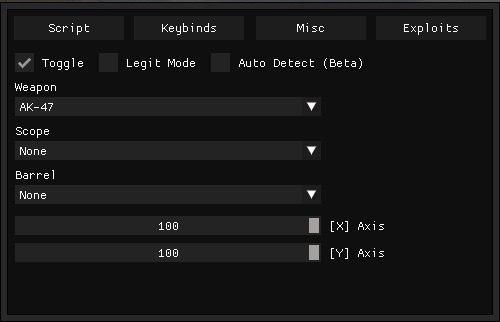 Script Keybinds Misc Exploits
Toggle Legit Mode Auto Detect (Beta)
Weapon
AK-47
Scope
None
Barrel
None
100 [X] Axis
100 [Y] Axis